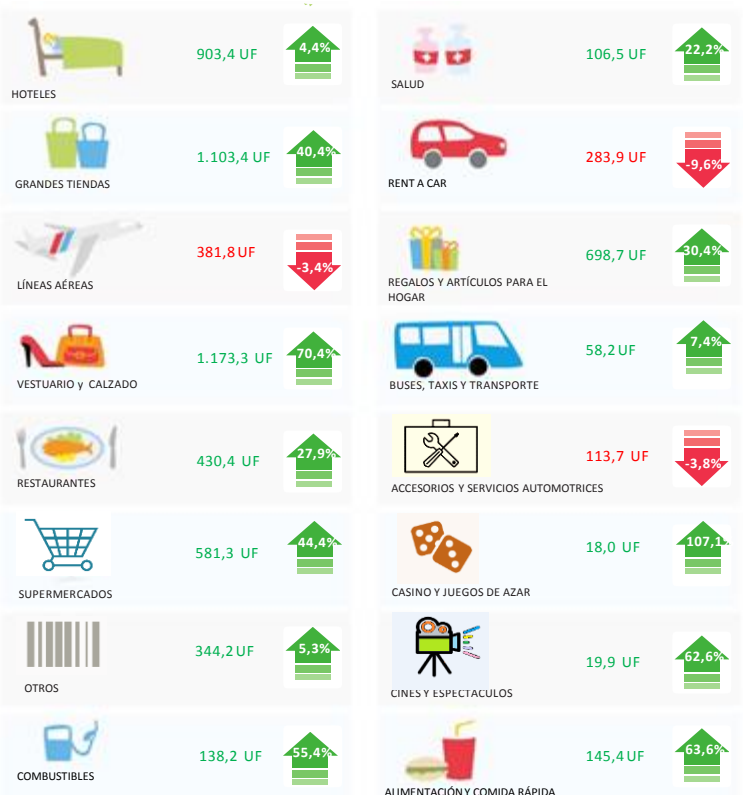 903,4 UF
4,4%
HOTELES
106,5 UF
22,2%
SALUD
1.103,4 UF
40,4%
GRANDES TIENDAS
283,9 UF
-9,6%
RENT A CAR
381,8 UF
-3,4%
LÍNEAS AÉREAS
698,7 UF
30,4%
REGALOS Y ARTÍCULOS PARA EL
HOGAR
1.173,3 UF
70,4%
VESTUARIO y CALZADO
58,2 UF
7,4%
BUSES, TAXIS Y TRANSPORTE
430,4 UF
27,9%
RESTAURANTES
113,7 UF
-3,8%
ACCESORIOS Y SERVICIOS AUTOMOTRICES
581,3 UF
44,4%
SUPERMERCADOS
18,0 UF
107,1%
CASINO Y JUEGOS DE AZAR
344,2 UF
5,3%
OTROS
19,9 UF
62,6%
CINES Y ESPECTACULOS
138,2 UF
55,4%
COMBUSTIBLES
145,4 UF
63,6%
ALIMENTACIÓN Y COMIDA RÁPIDA